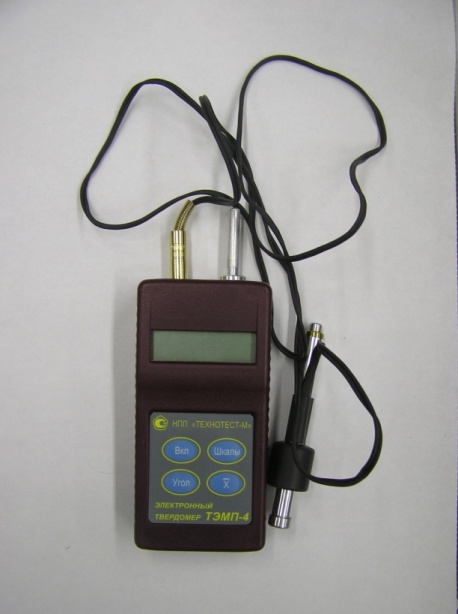 НПП «ТЕХНОТЕСТ-М»
Вкл Шкалы
Угол X̅
ЭЛЕКТРОННЫЙ
ТВЕРДОМЕР ТЭМП-4